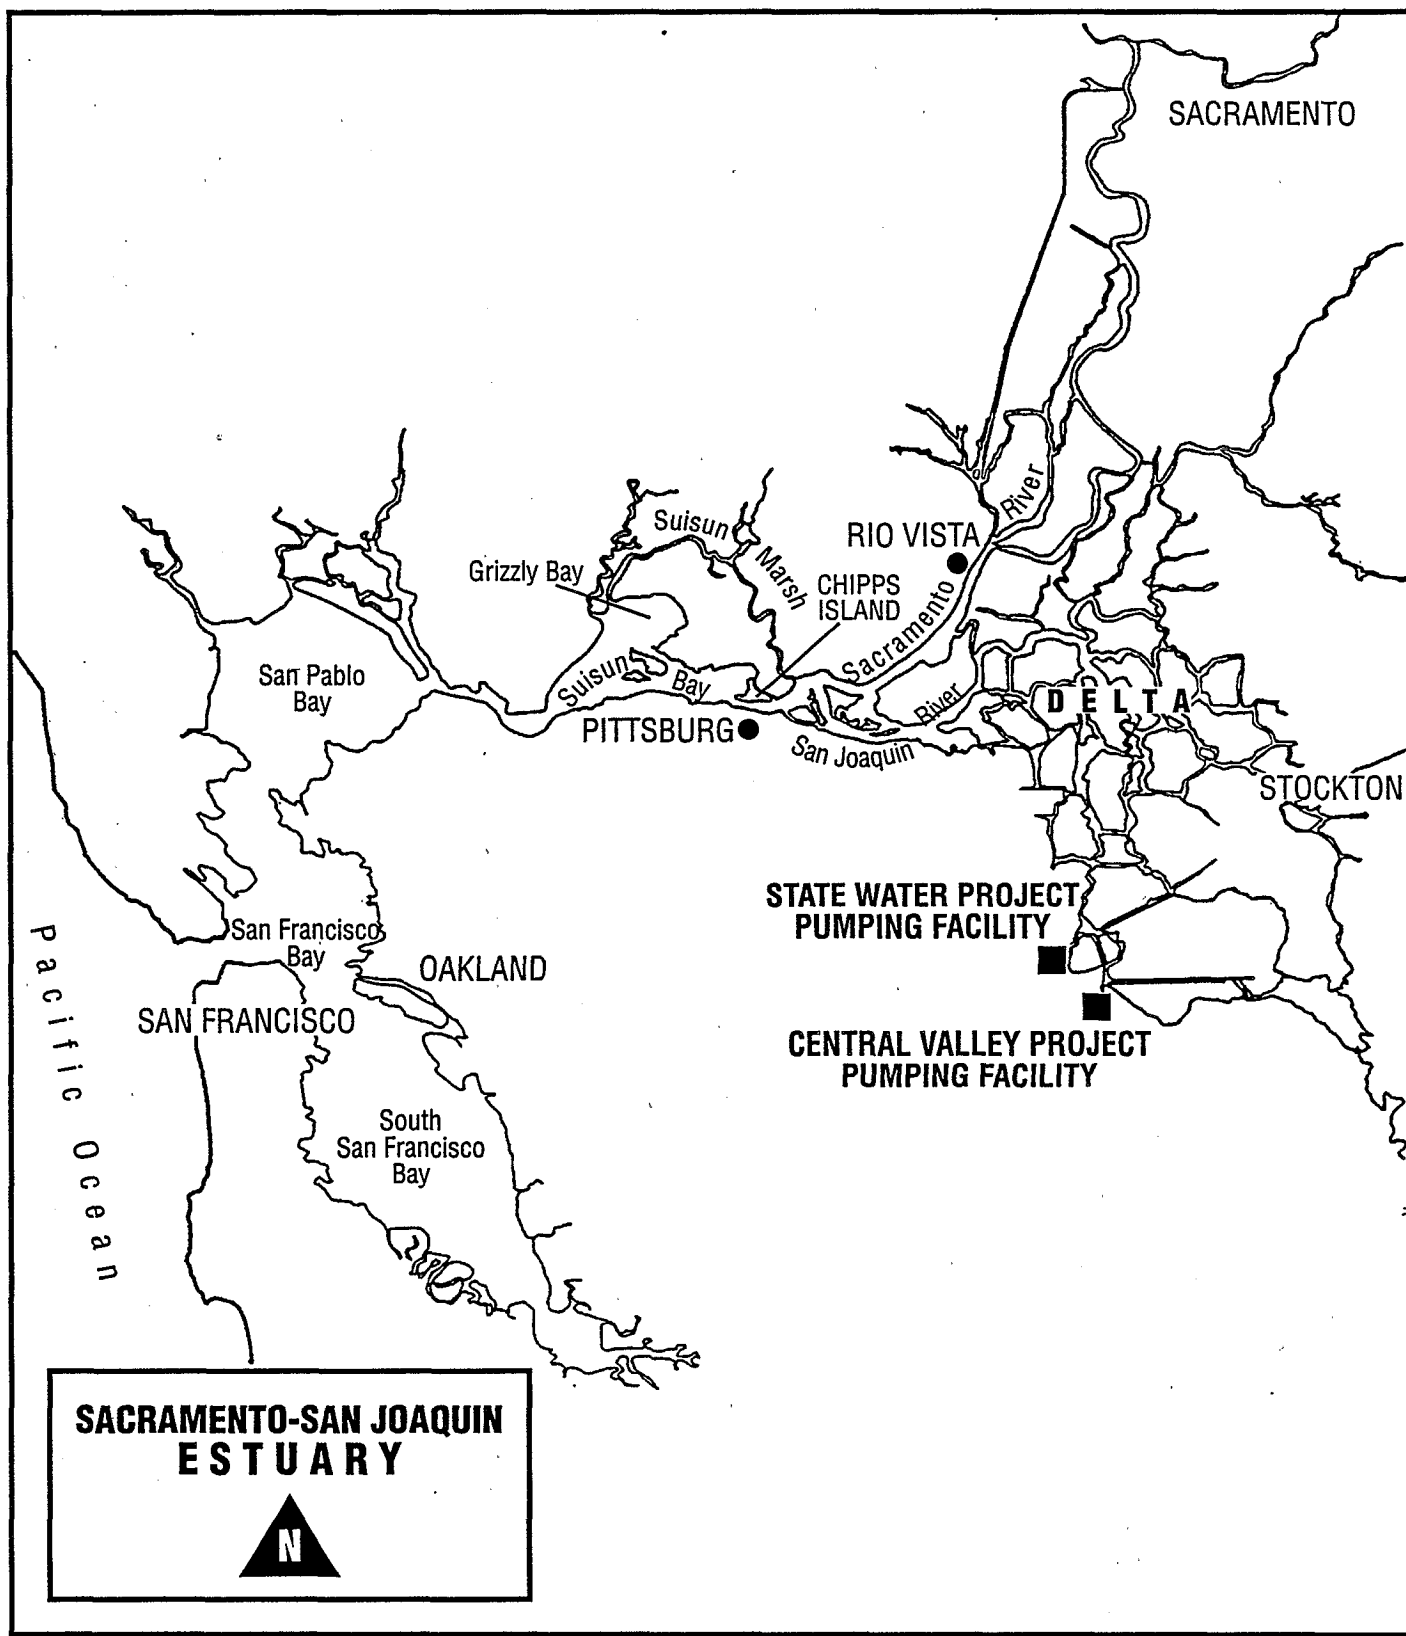 SACRAMENTO
River
RIO VISTA
Suisun
Marsh
Grizzly Bay
CHIPPS
ISLAND
Sacramento
San Pablo
Bay
Suisun
Bay
River
DELTA
PITTSBURG
San Joaquin
STOCKTON
STATE WATER PROJECT
PUMPING FACILITY
San Francisco
Bay
OAKLAND
Pacific Ocean
SAN FRANCISCO
CENTRAL VALLEY PROJECT
PUMPING FACILITY
South
San Francisco
Bay
SACRAMENTO-SAN JOAQUIN
ESTUARY
N